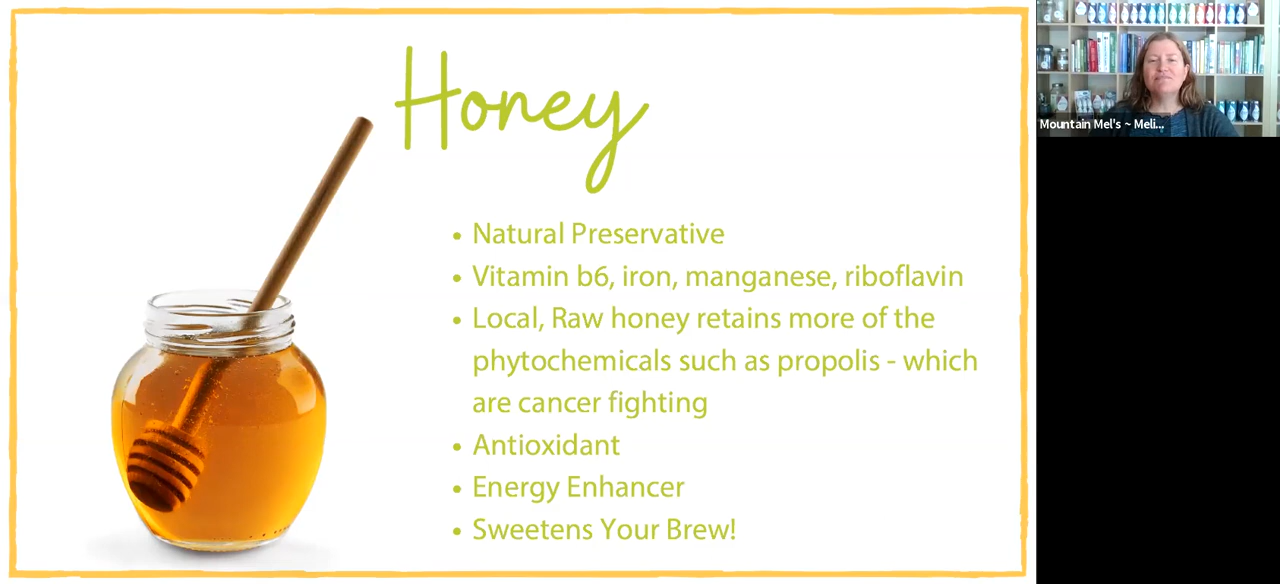 Honey
• Natural Preservative
• Vitamin b6, iron, manganese, riboflavin
• Local, Raw honey retains more of the
phytochemicals such as propolis - which
are cancer fighting
• Antioxidant
• Energy Enhancer
• Sweetens Your Brew!
Mountain Mel's ~ Meli...